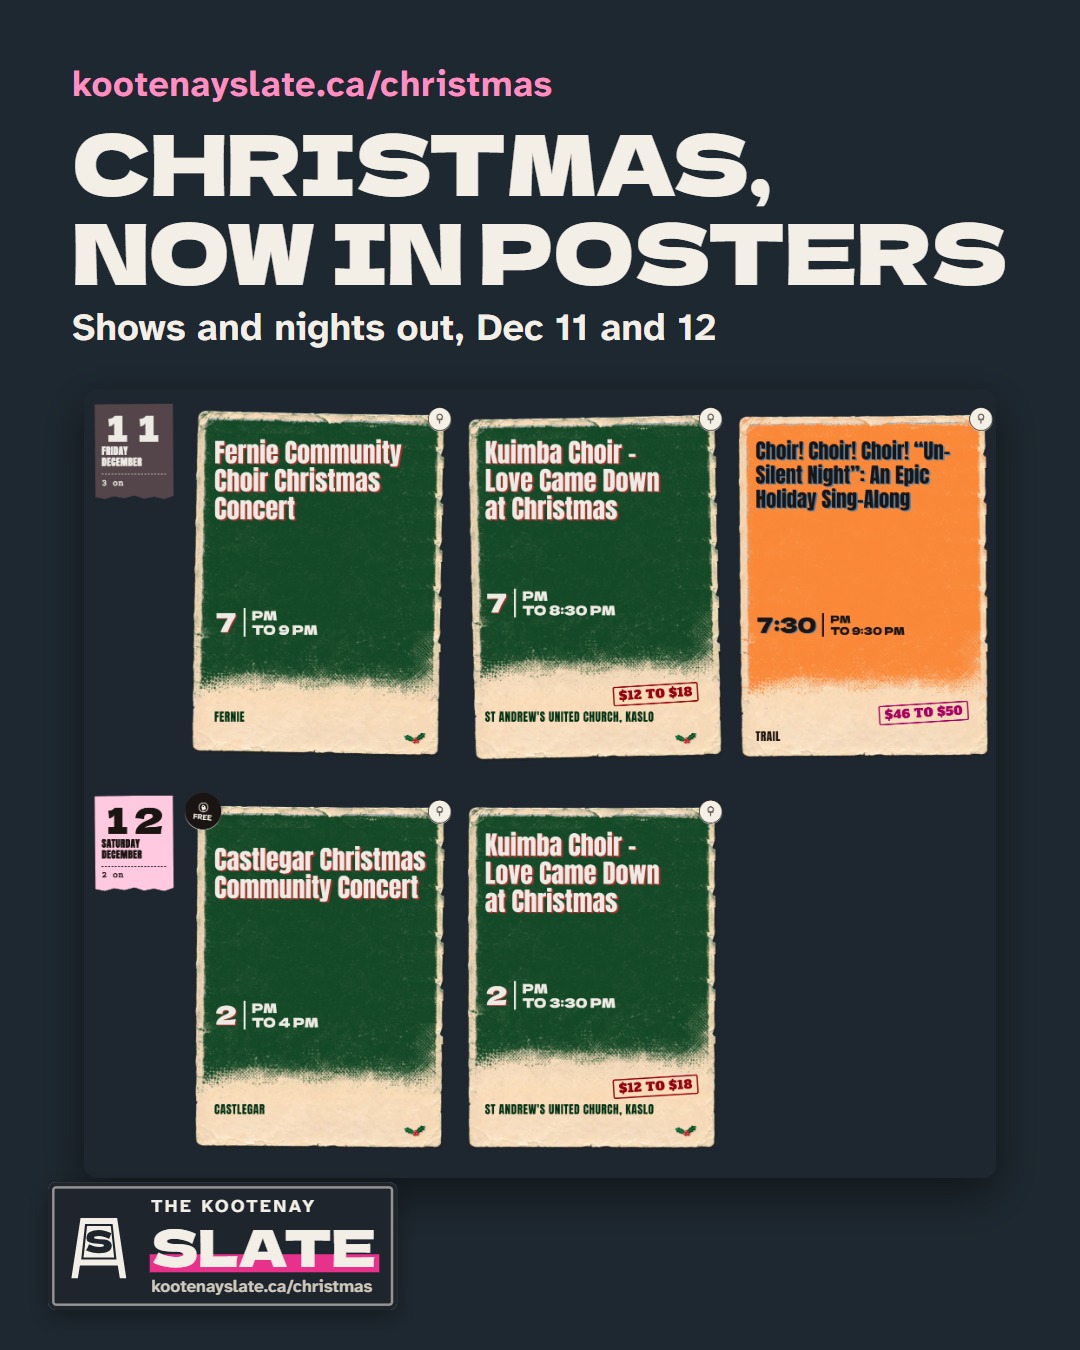 kootenayslate.ca/christmas
CHRISTMAS,
NOW IN POSTERS
Shows and nights out, Dec 11 and 12
11
FRIDAY
DECEMBER
3 on
Fernie Community
Choir Christmas
Concert
7 PM
TO 9 PM
FERNIE
Kuimba Choir -
Love Came Down
at Christmas
7 PM
TO 8:30 PM
$12 TO $18
ST ANDREW'S UNITED CHURCH, KASLO
Choir! Choir! Choir! “Un-
Silent Night”: An Epic
Holiday Sing-Along
7:30 PM
TO 9:30 PM
$46 TO $50
TRAIL
12
SATURDAY
DECEMBER
2 on
FREE
Castlegar Christmas
Community Concert
2 PM
TO 4 PM
CASTLEGAR
Kuimba Choir -
Love Came Down
at Christmas
2 PM
TO 3:30 PM
$12 TO $18
ST ANDREW'S UNITED CHURCH, KASLO
S
THE KOOTENAY
SLATE
kootenayslate.ca/christmas